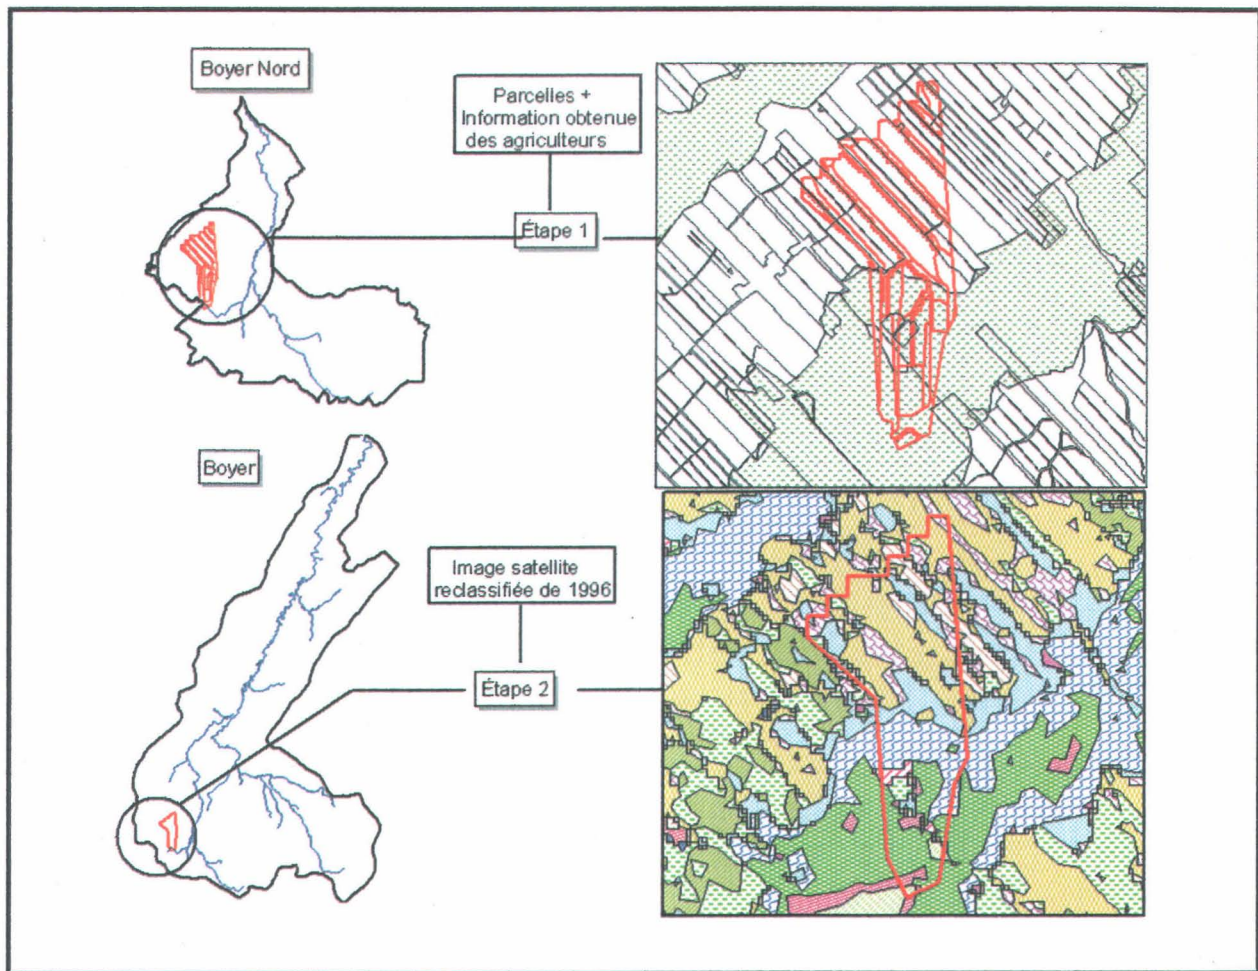 Boyer Nord
Parcelles +
Information obtenue
des agriculteurs
Étape 1
Boyer
Image satellite
reclassifiée de 1996
Étape 2